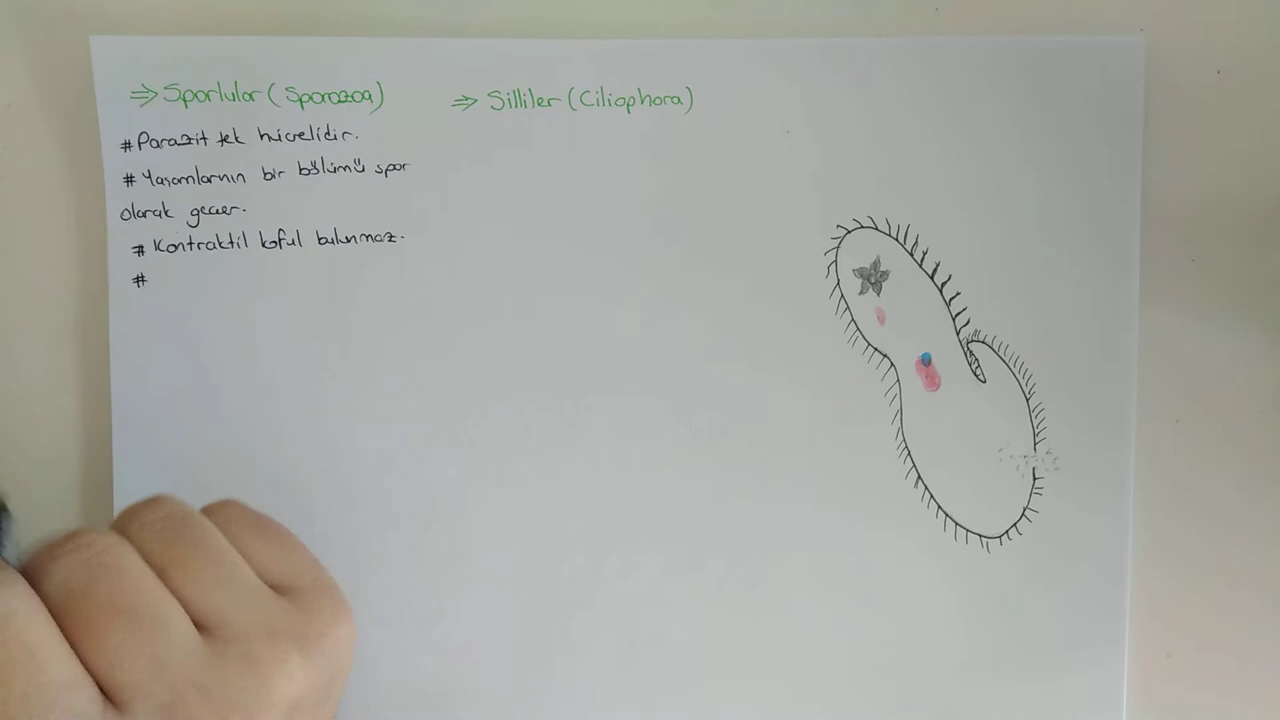 ⇒ Sporlular (Sporozoa)
# Parazit tek hücrelidir.
# Yaşamlarının bir bölümü spor
olarak geçer.
# Kontraktil koful bulunmaz.
#
⇒ Silliler (Ciliophora)